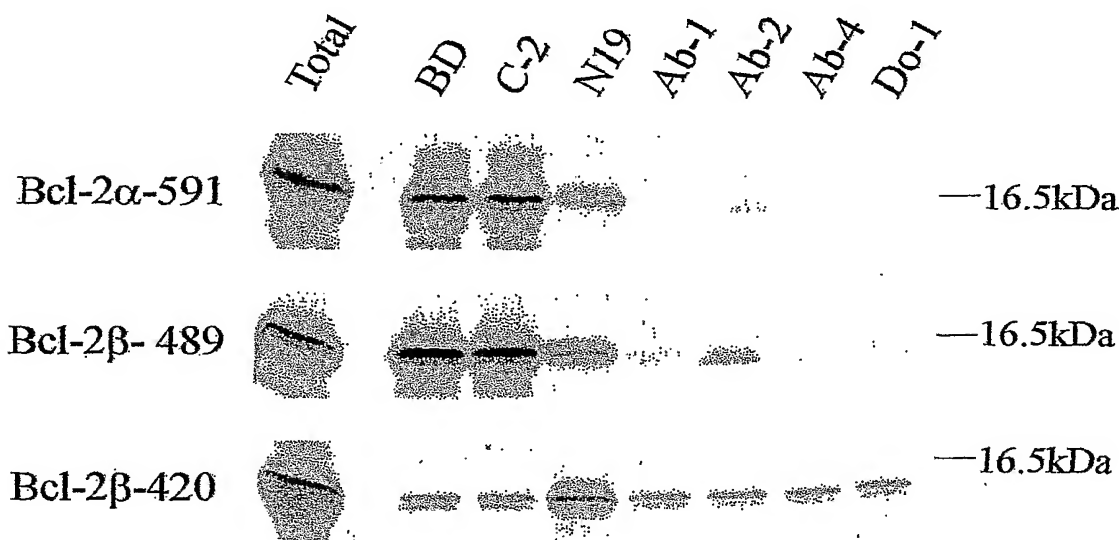 Total BD C-2 N19 Ab-1 Ab-2 Ab-4 Do-1
Bcl-2α-591 —16.5kDa
Bcl-2β- 489 —16.5kDa
Bcl-2β-420 —16.5kDa